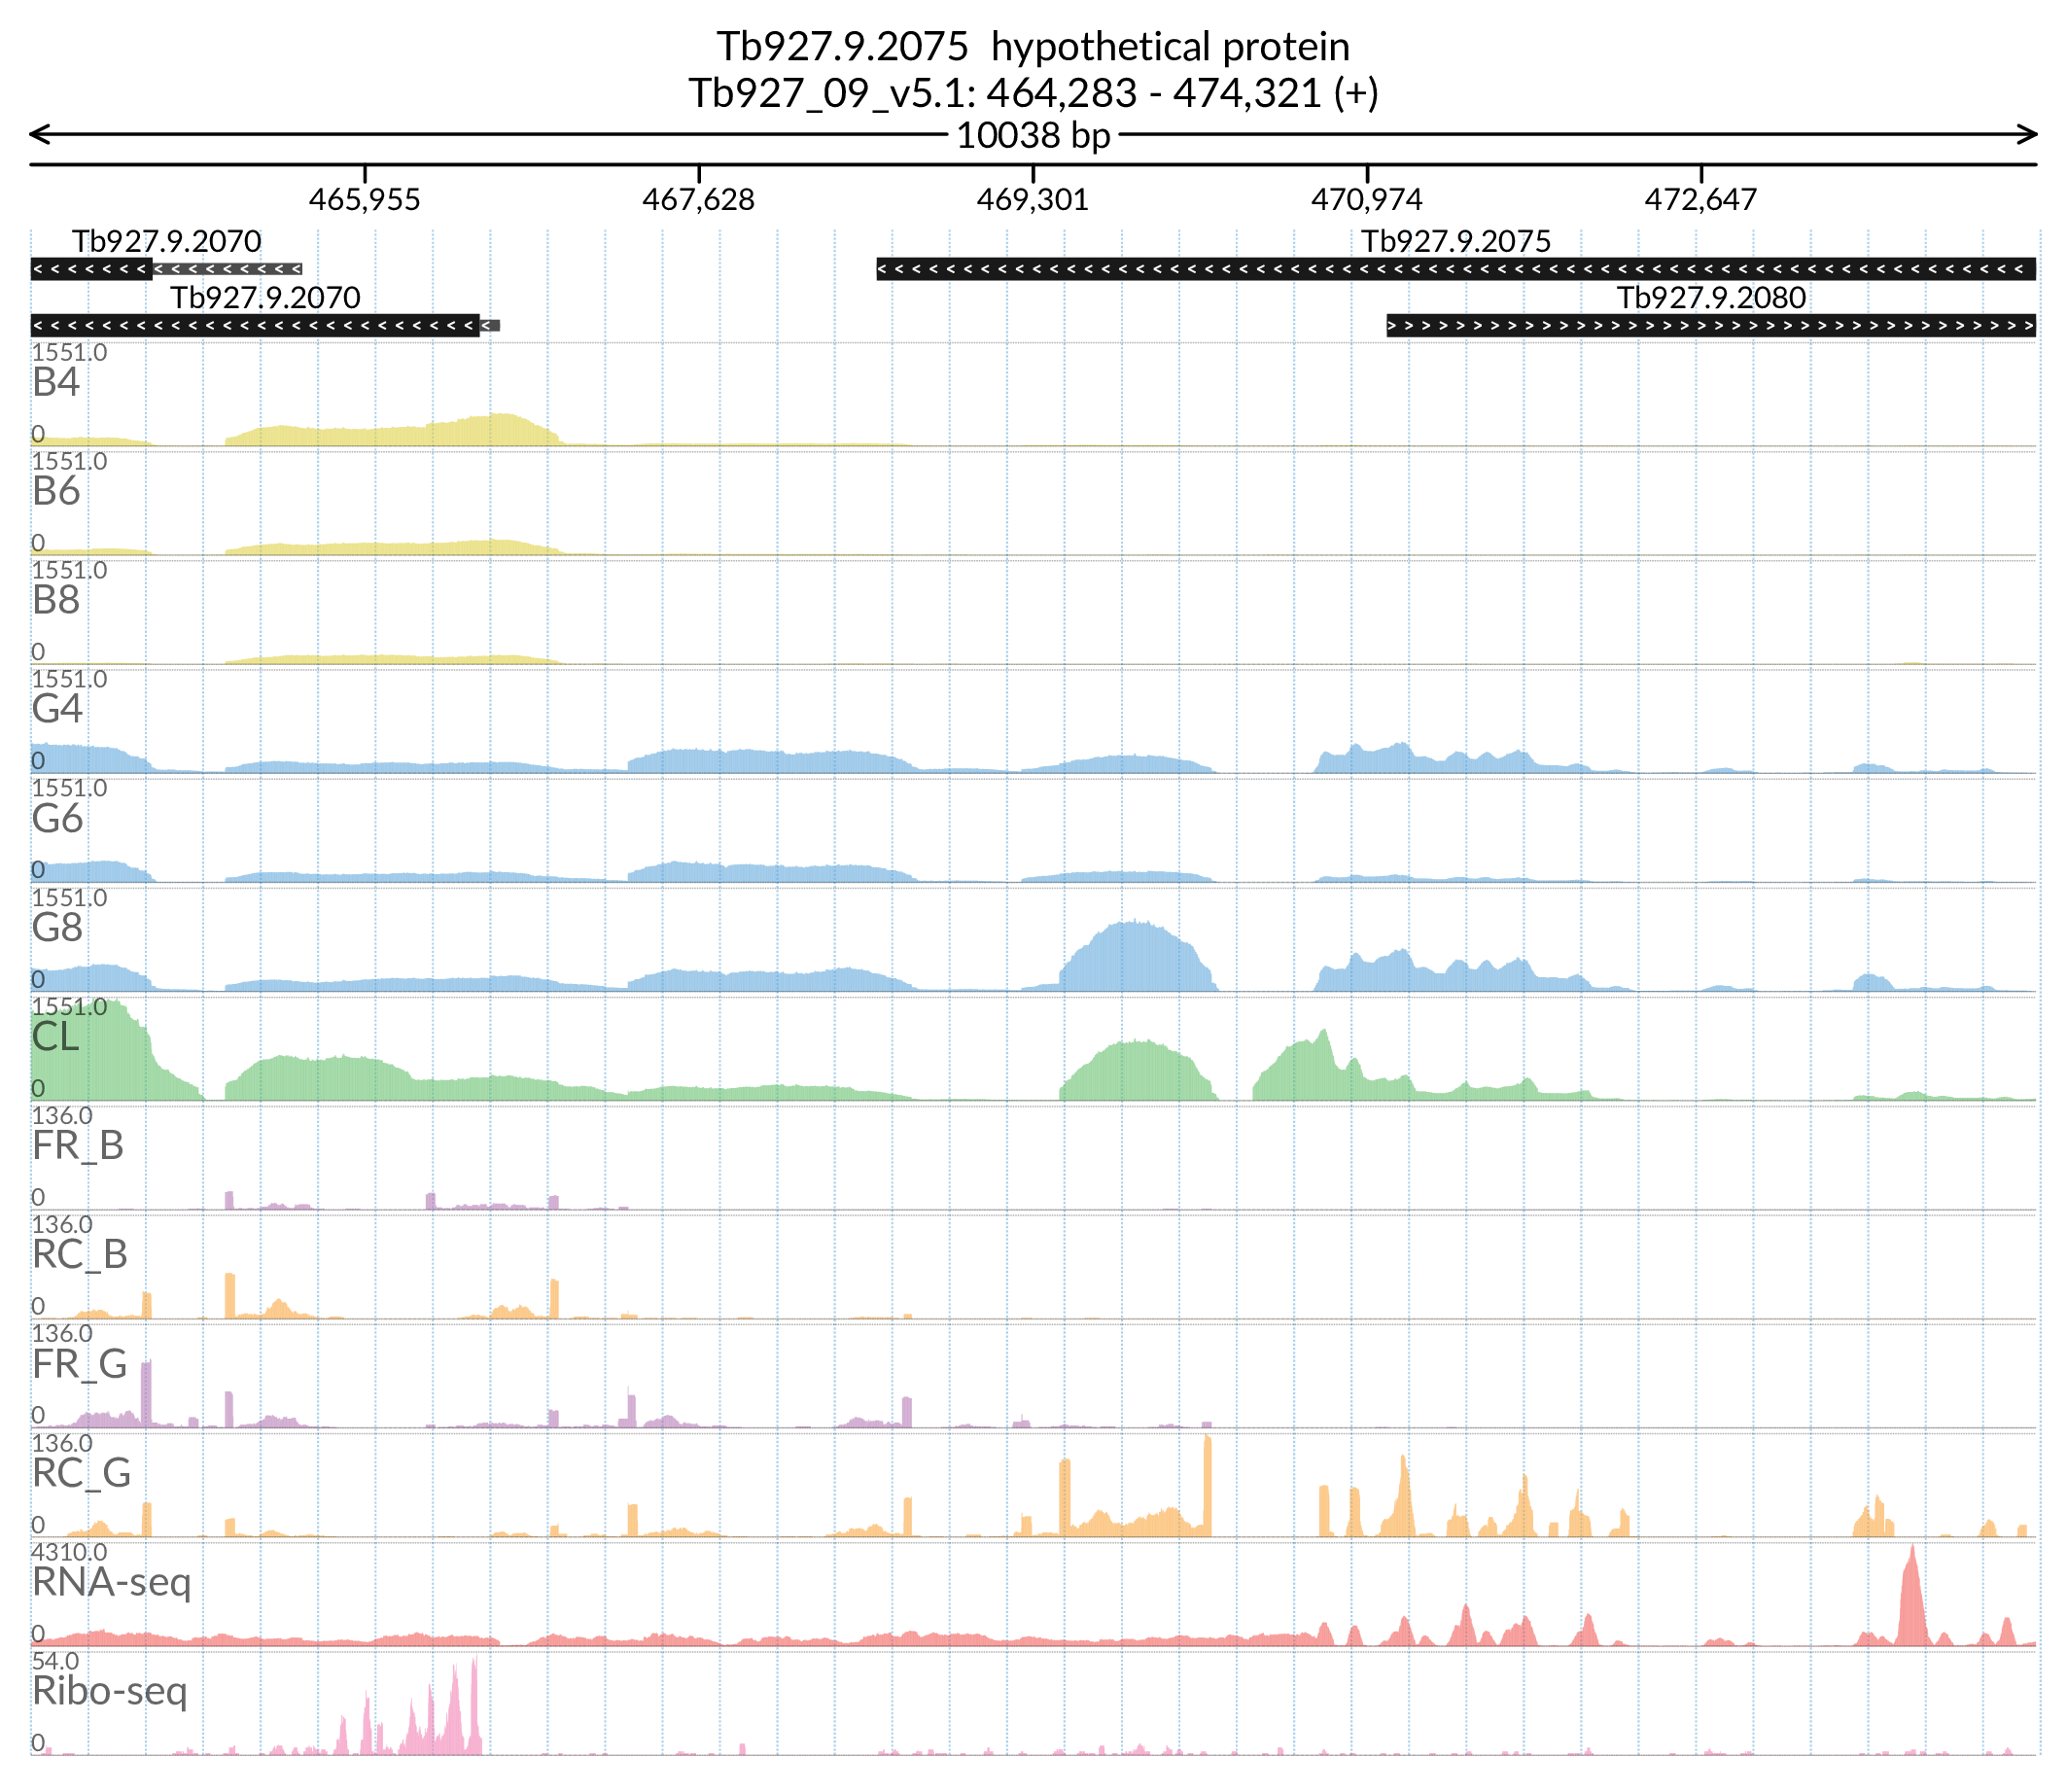 Tb927.9.2075  hypothetical protein
Tb927_09_v5.1: 464,283 - 474,321 (+)
10038 bp
465,955 467,628 469,301 470,974 472,647
Tb927.9.2070 Tb927.9.2075
Tb927.9.2070 Tb927.9.2080
1551.0
B4
0
1551.0
B6
0
1551.0
B8
0
1551.0
G4
0
1551.0
G6
0
1551.0
G8
0
1551.0
CL
0
136.0
FR_B
0
136.0
RC_B
0
136.0
FR_G
0
136.0
RC_G
0
4310.0
RNA-seq
0
54.0
Ribo-seq
0